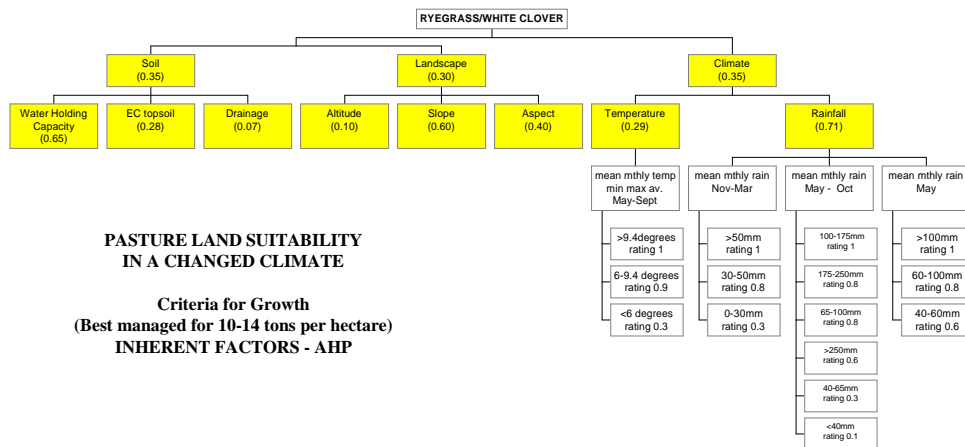 RYEGRASS/WHITE CLOVER
Soil
(0.35)
Landscape
(0.30)
Climate
(0.35)
Water Holding
Capacity
(0.65)
EC topsoil
(0.28)
Drainage
(0.07)
Altitude
(0.10)
Slope
(0.60)
Aspect
(0.40)
Temperature
(0.29)
Rainfall
(0.71)
mean mthly temp
min max av.
May-Sept
mean mthly rain
Nov-Mar
mean mthly rain
May - Oct
mean mthly rain
May
>9.4degrees
rating 1
6-9.4 degrees
rating 0.9
<6 degrees
rating 0.3
>50mm
rating 1
30-50mm
rating 0.8
0-30mm
rating 0.3
100-175mm
rating 1
175-250mm
rating 0.8
65-100mm
rating 0.8
>250mm
rating 0.6
40-65mm
rating 0.3
<40mm
rating 0.1
>100mm
rating 1
60-100mm
rating 0.8
40-60mm
rating 0.6
PASTURE LAND SUITABILITY
IN A CHANGED CLIMATE
Criteria for Growth
(Best managed for 10-14 tons per hectare)
INHERENT FACTORS - AHP